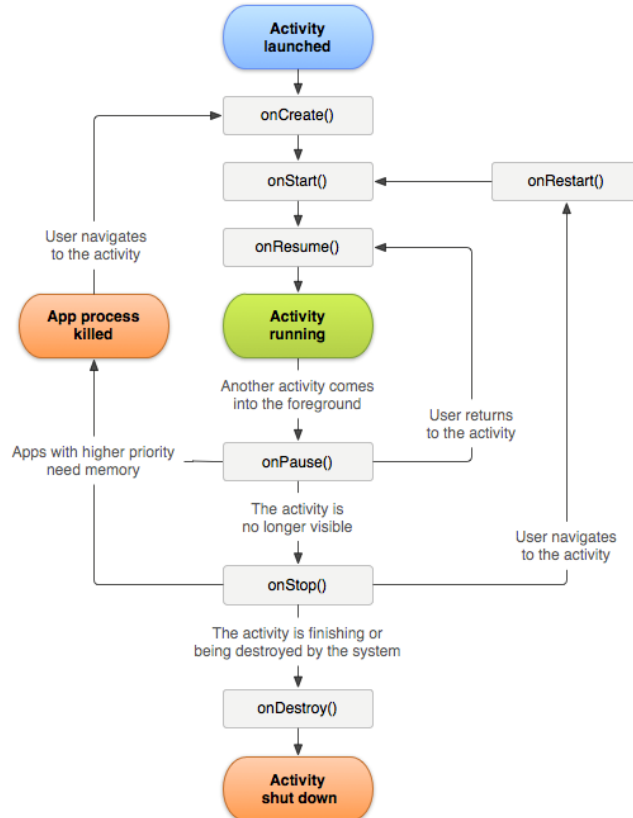 Activity
launched
onCreate()
onStart()
onRestart()
User navigates
to the activity
onResume()
App process
killed
Activity
running
Another activity comes
into the foreground
User returns
to the activity
Apps with higher priority
need memory
onPause()
The activity is
no longer visible
User navigates
to the activity
onStop()
The activity is finishing or
being destroyed by the system
onDestroy()
Activity
shut down